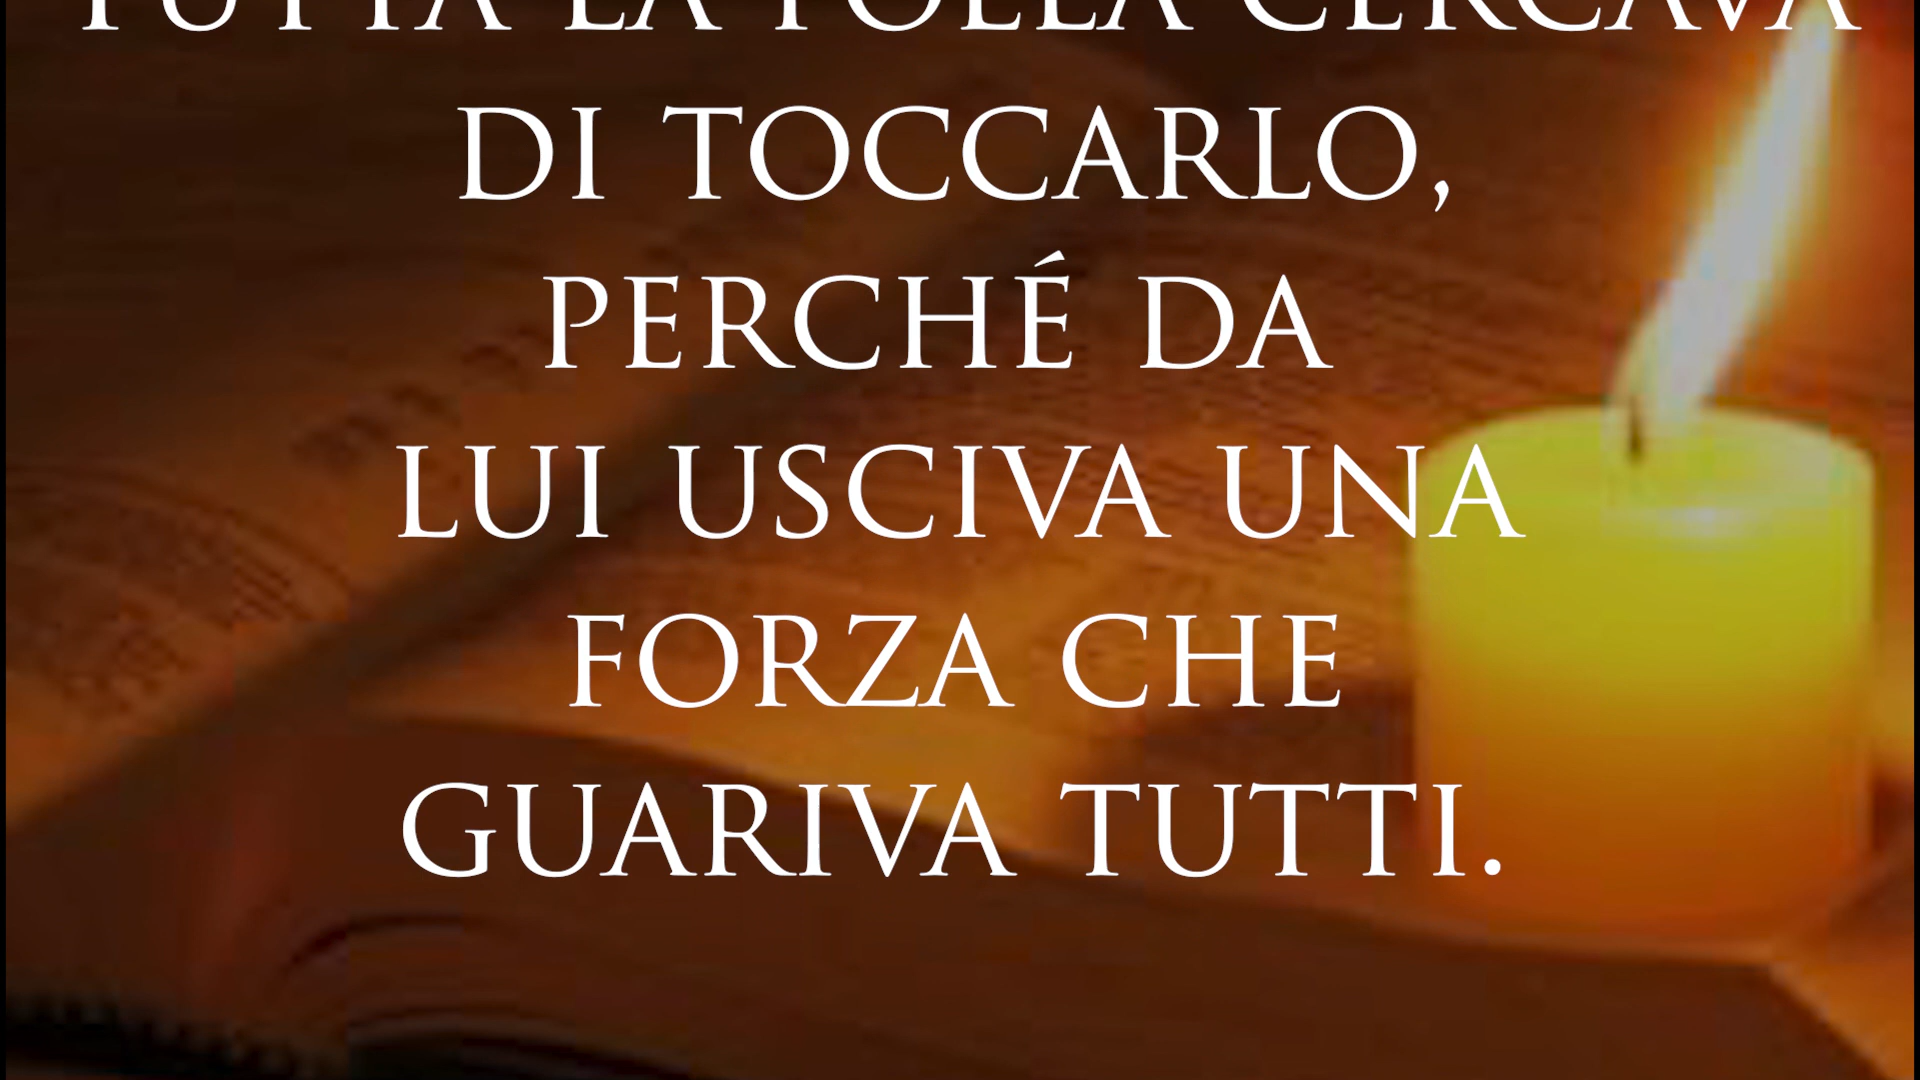 TUTTA LA FOLLA CERCAVA
DI TOCCARLO,
PERCHÉ DA
LUI USCIVA UNA
FORZA CHE
GUARIVA TUTTI.